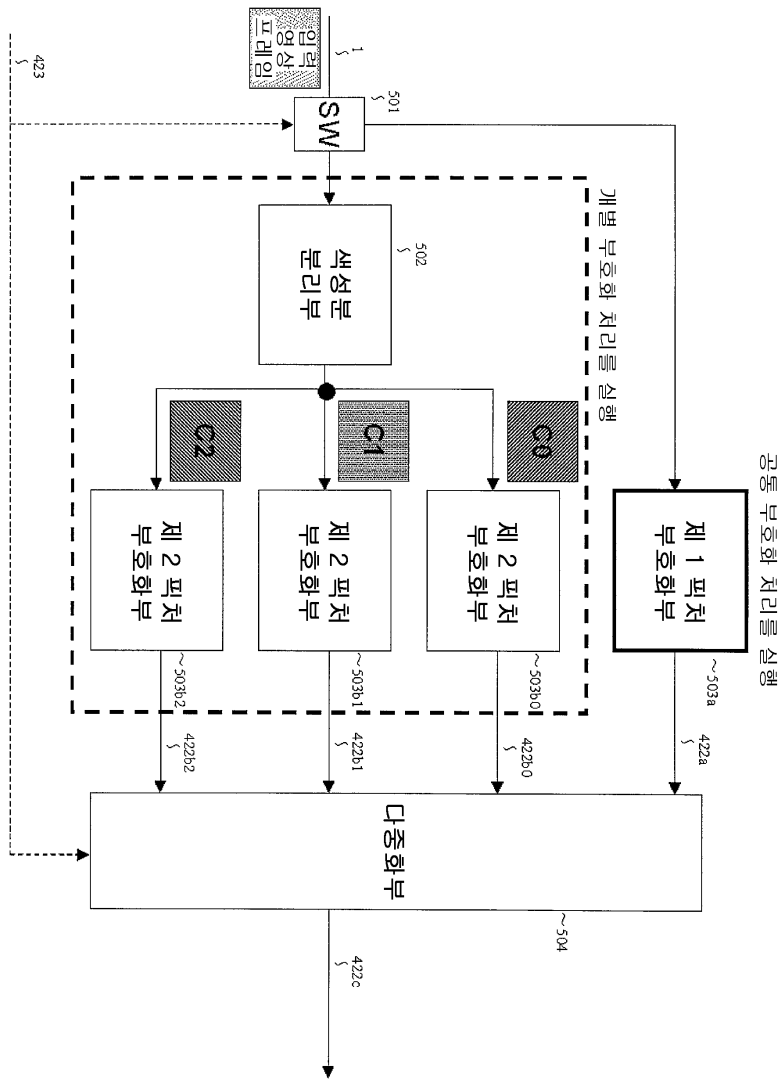 공통 부호화 처리를 실행
제 1 픽처
부호화부
503a
422a
개별 부호화 처리를 실행
1
입력
영상
프레임
501
SW
502
색성분
분리부
C0
C1
C2
제 2 픽처
부호화부
503b0
422b0
제 2 픽처
부호화부
503b1
422b1
제 2 픽처
부호화부
503b2
422b2
다중화부
504
422c
423